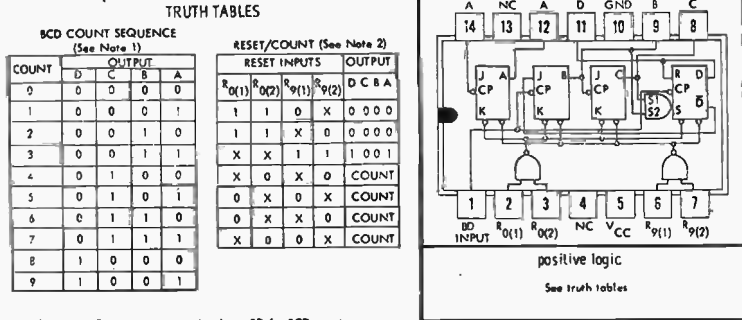 TRUTH TABLES
BCD COUNT SEQUENCE
(See Note 1)
COUNT OUTPUT
D C B A
0 0 0 0 0
1 0 0 0 1
2 0 0 1 0
3 0 0 1 1
4 0 1 0 0
5 0 1 0 1
6 0 1 1 0
7 0 1 1 1
8 1 0 0 0
9 1 0 0 1
RESET/COUNT (See Note 2)
RESET INPUTS OUTPUT
R0(1) R0(2) R9(1) R9(2) D C B A
1 1 0 X 0 0 0 0
1 1 X 0 0 0 0 0
X X 1 1 1 0 0 1
X 0 X 0 COUNT
0 X 0 X COUNT
0 X X 0 COUNT
X 0 0 X COUNT
A NC A D GND B C
14 13 12 11 10 9 8
J A J B J C R D
CP CP CP S1 CP
S2 D
K K K S
1 2 3 4 5 6 7
BD R0(1) R0(2) NC VCC R9(1) R9(2)
INPUT
positive logic
See truth tables